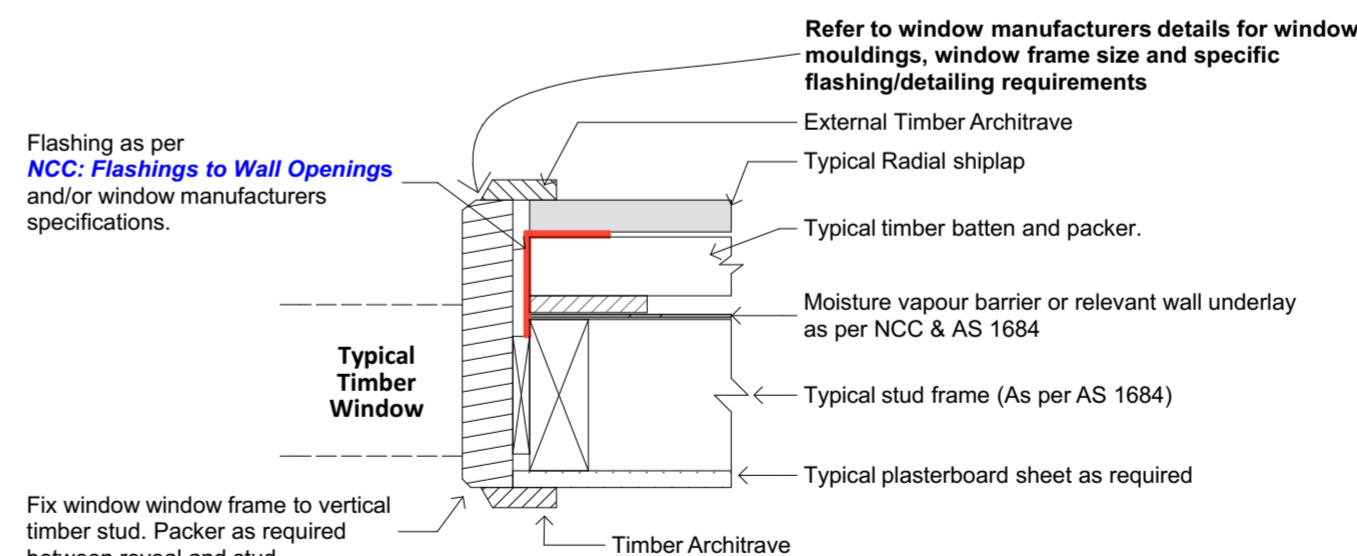 Refer to window manufacturers details for window
mouldings, window frame size and specific
flashing/detailing requirements
External Timber Architrave
Typical Radial shiplap
Flashing as per
NCC: Flashings to Wall Openings
and/or window manufacturers
specifications.
Typical timber batten and packer.
Moisture vapour barrier or relevant wall underlay
as per NCC & AS 1684
Typical
Timber
Window
Typical stud frame (As per AS 1684)
Typical plasterboard sheet as required
Fix window window frame to vertical
timber stud. Packer as required
between reveal and stud
Timber Architrave